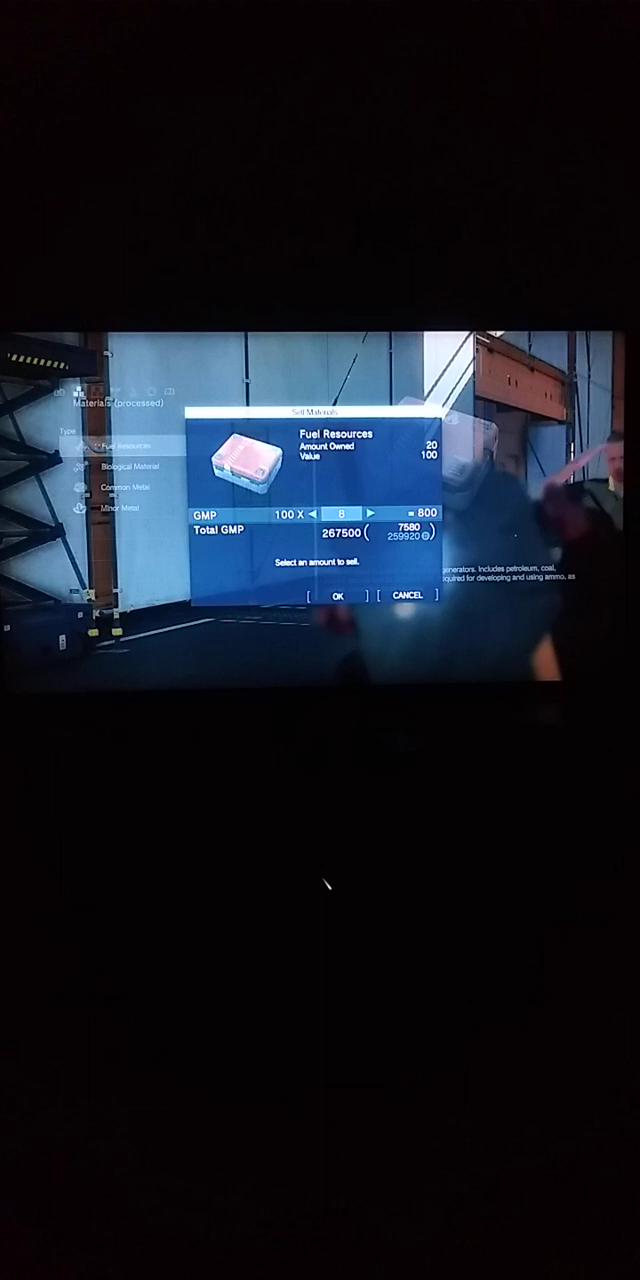 Materials (processed)
Type
Fuel Resources
Biological Material
Common Metal
Minor Metal
Sell Materials
Fuel Resources
Amount Owned 20
Value 100
GMP 100 X 8 = 800
Total GMP 267500 ( 7580
259920 )
Select an amount to sell.
[ OK ] [ CANCEL ]
generators. Includes petroleum, coal,
equired for developing and using ammo, as